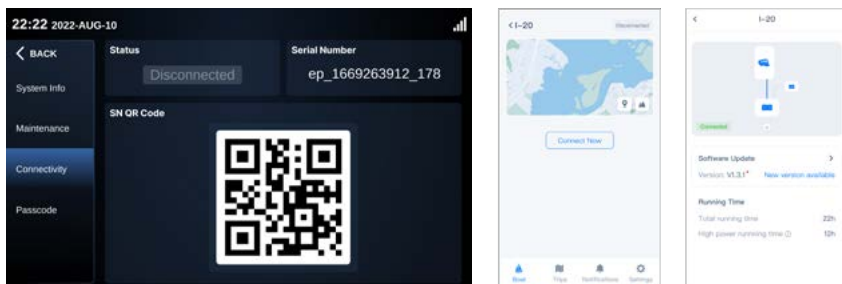 22:22 2022-AUG-10
BACK
System Info
Maintenance
Connectivity
Passcode
Status
Disconnected
Serial Number
ep_1669263912_178
SN QR Code
I-20
Disconnected
Connect Now
Boat
Trips
Notifications
Settings
I-20
Connected
Software Update
Version: V1.3.1* New version available
Running Time
Total running time 22h
High power running time 12h